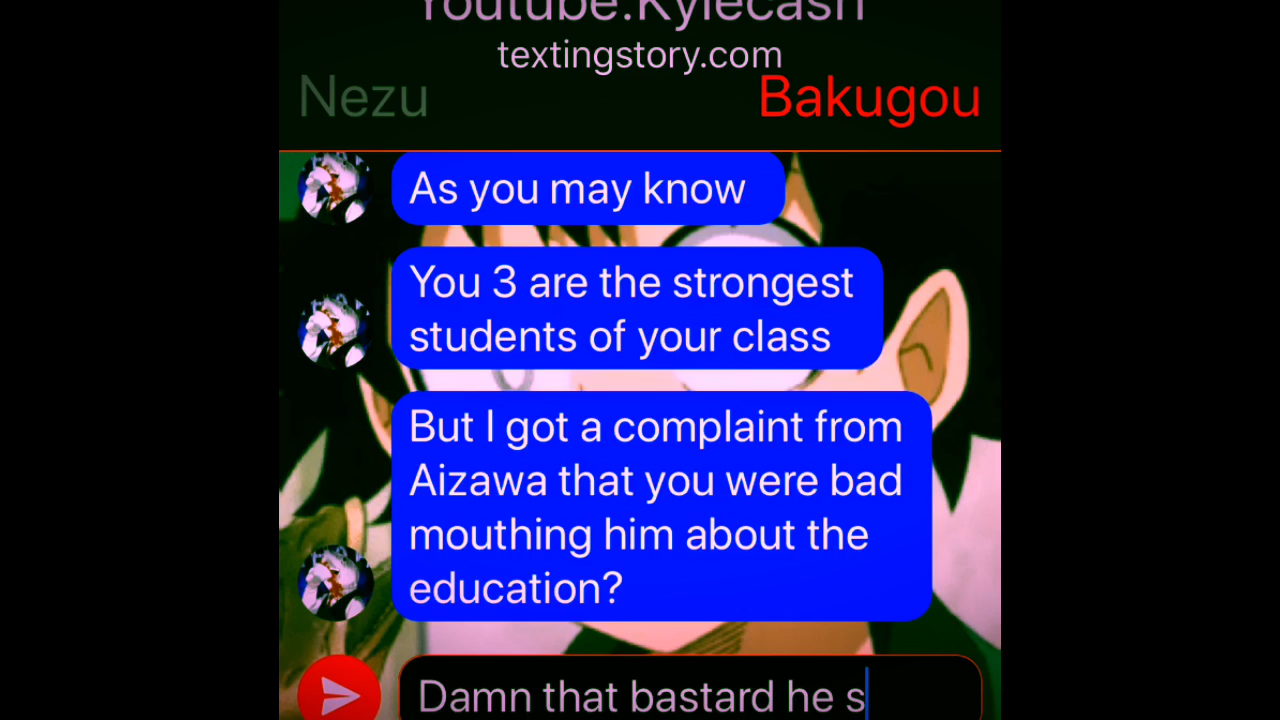 Youtube.Kylecash
textingstory.com
Nezu
Bakugou
As you may know
You 3 are the strongest
students of your class
But I got a complaint from
Aizawa that you were bad
mouthing him about the
education?
Damn that bastard he s